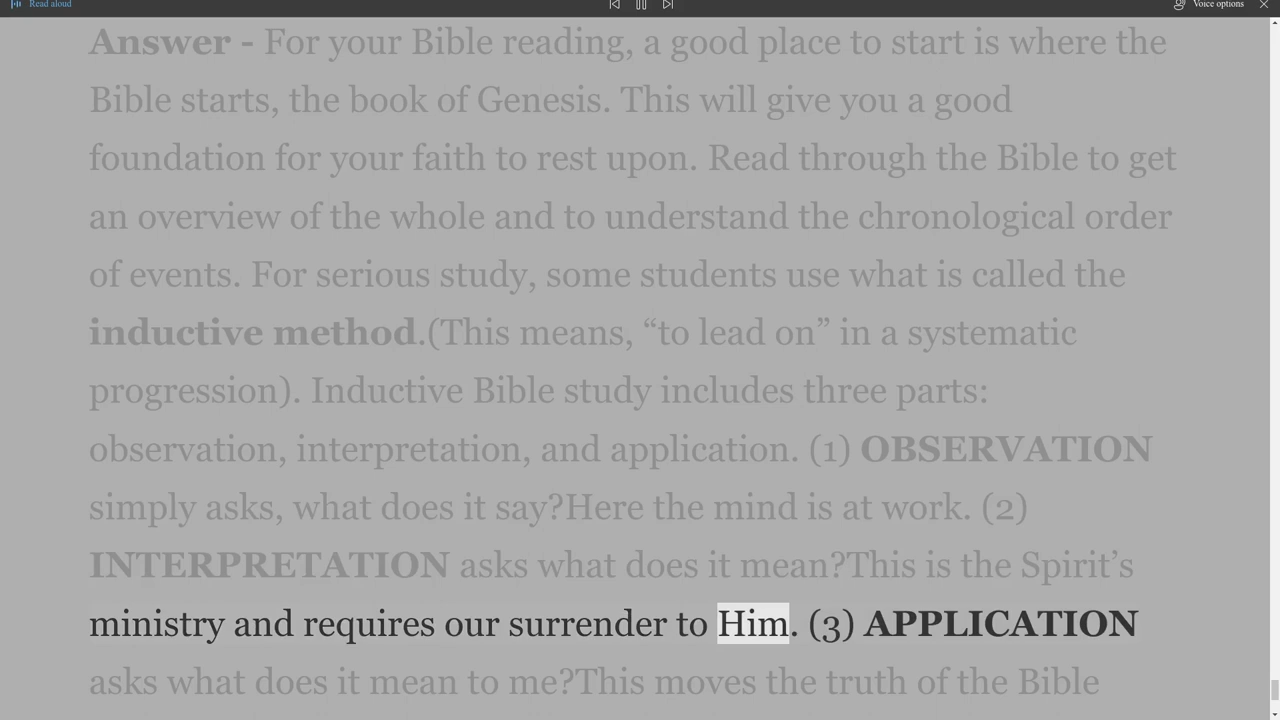 Read aloud
Voice options
Answer - For your Bible reading, a good place to start is where the
Bible starts, the book of Genesis. This will give you a good
foundation for your faith to rest upon. Read through the Bible to get
an overview of the whole and to understand the chronological order
of events. For serious study, some students use what is called the
inductive method.(This means, “to lead on” in a systematic
progression). Inductive Bible study includes three parts:
observation, interpretation, and application. (1) OBSERVATION
simply asks, what does it say?Here the mind is at work. (2)
INTERPRETATION asks what does it mean?This is the Spirit’s
ministry and requires our surrender to Him. (3) APPLICATION
asks what does it mean to me?This moves the truth of the Bible